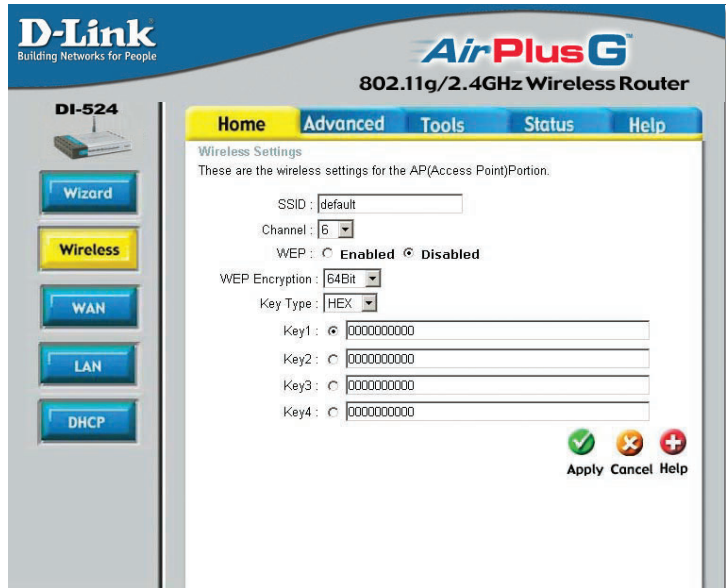 D-Link
Building Networks for People
AirPlus G™
802.11g/2.4GHz Wireless Router
DI-524
Home Advanced Tools Status Help
Wizard
Wireless
WAN
LAN
DHCP
Wireless Settings
These are the wireless settings for the AP(Access Point)Portion.
SSID : default
Channel : 6
WEP : Enabled Disabled
WEP Encryption : 64Bit
Key Type : HEX
Key1 : 0000000000
Key2 : 0000000000
Key3 : 0000000000
Key4 : 0000000000
Apply Cancel Help